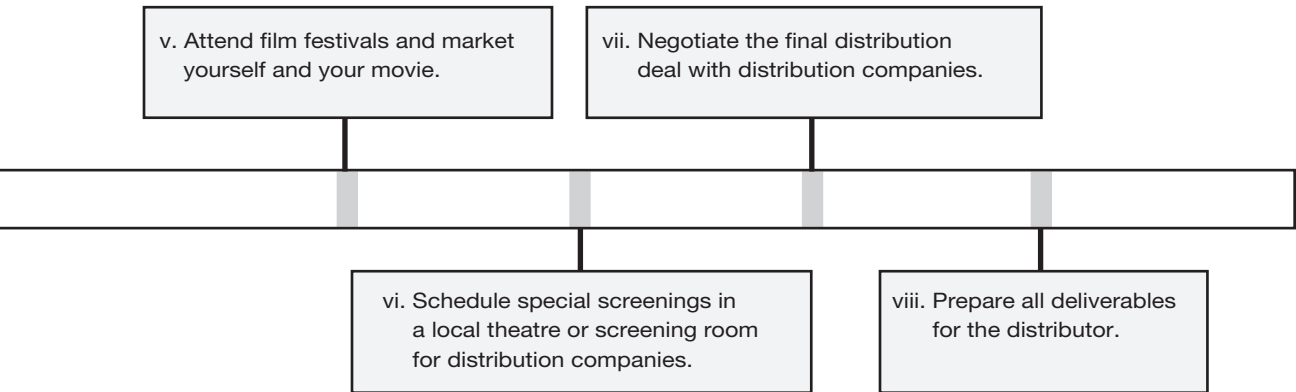 v. Attend film festivals and market
yourself and your movie.
vi. Schedule special screenings in
a local theatre or screening room
for distribution companies.
vii. Negotiate the final distribution
deal with distribution companies.
viii. Prepare all deliverables
for the distributor.